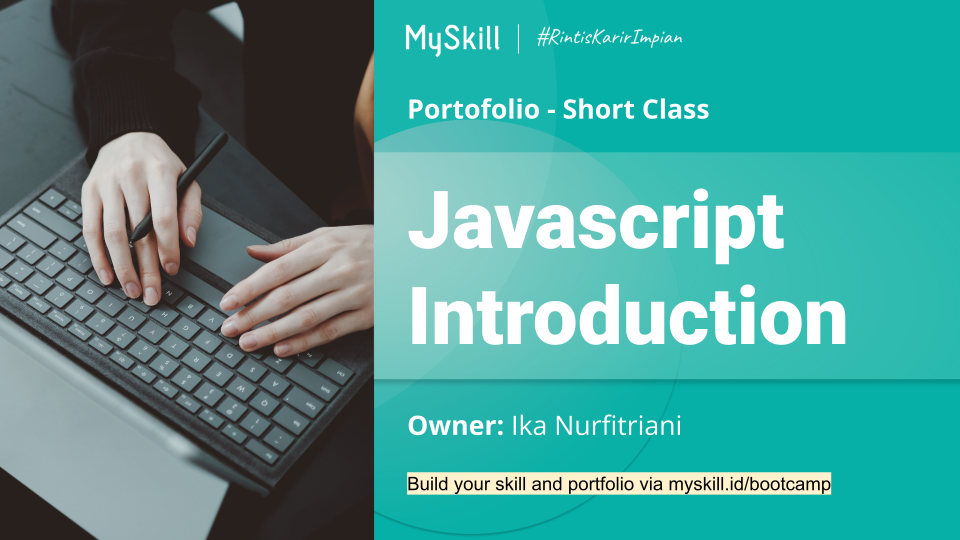 MySkill | #RintisKarirImpian
Portofolio - Short Class
Javascript
Introduction
Owner: Ika Nurfitriani
Build your skill and portfolio via myskill.id/bootcamp